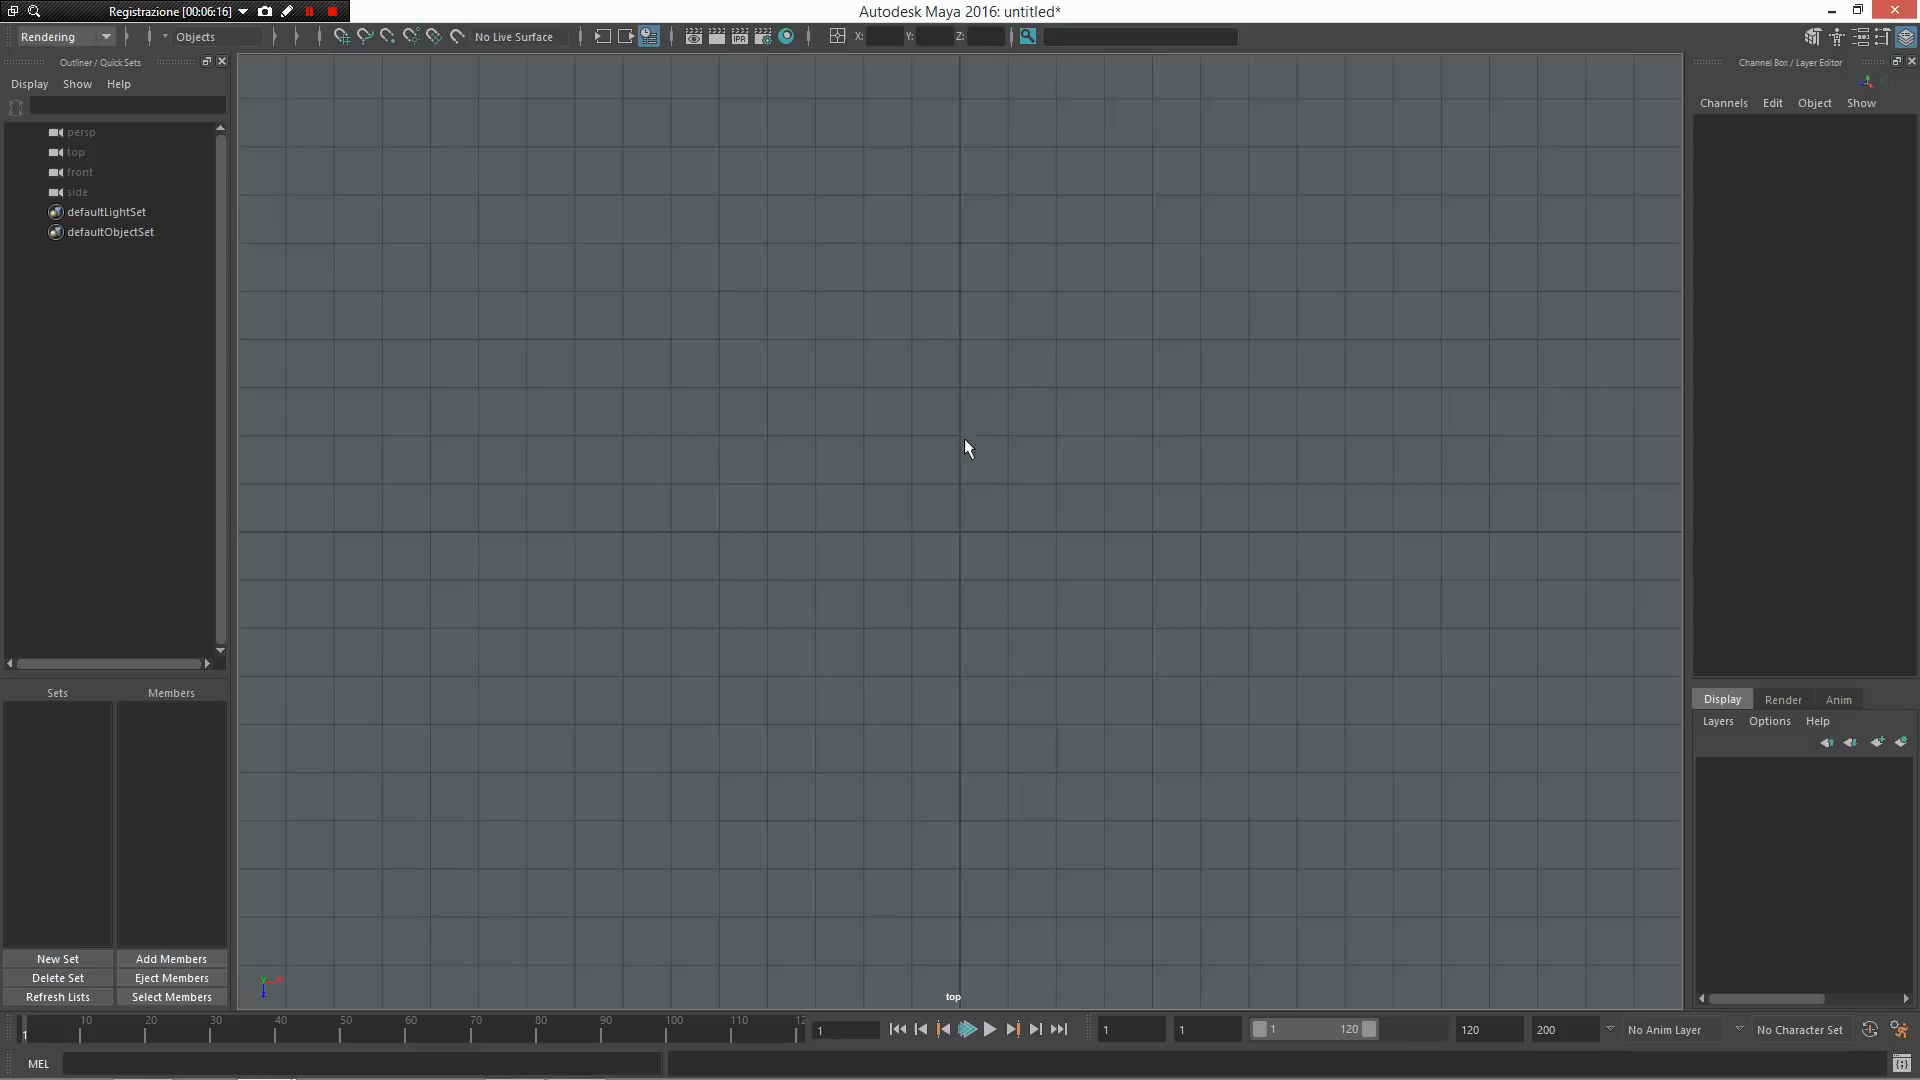 Registrazione [00:06:16]
Autodesk Maya 2016: untitled*
Rendering
Objects
No Live Surface
X:
Y:
Z:
Outliner / Quick Sets
Channel Box / Layer Editor
Display Show Help
Channels Edit Object Show
persp
top
front
side
defaultLightSet
defaultObjectSet
Sets Members
Display Render Anim
Layers Options Help
New Set Add Members
Delete Set Eject Members
Refresh Lists Select Members
top
1 10 20 30 40 50 60 70 80 90 100 110 12
1
1 1 1 120 120 200 No Anim Layer No Character Set
MEL